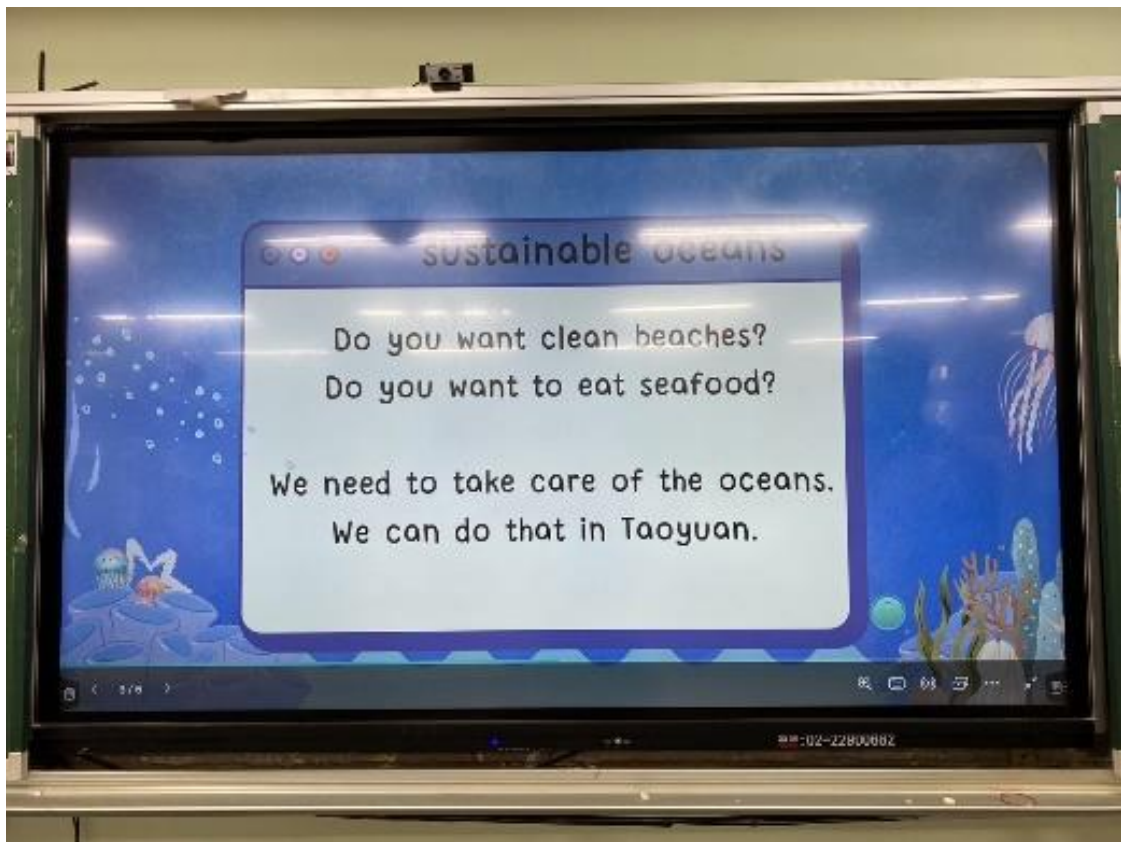 sustainable oceans
Do you want clean beaches?
Do you want to eat seafood?
We need to take care of the oceans.
We can do that in Taoyuan.